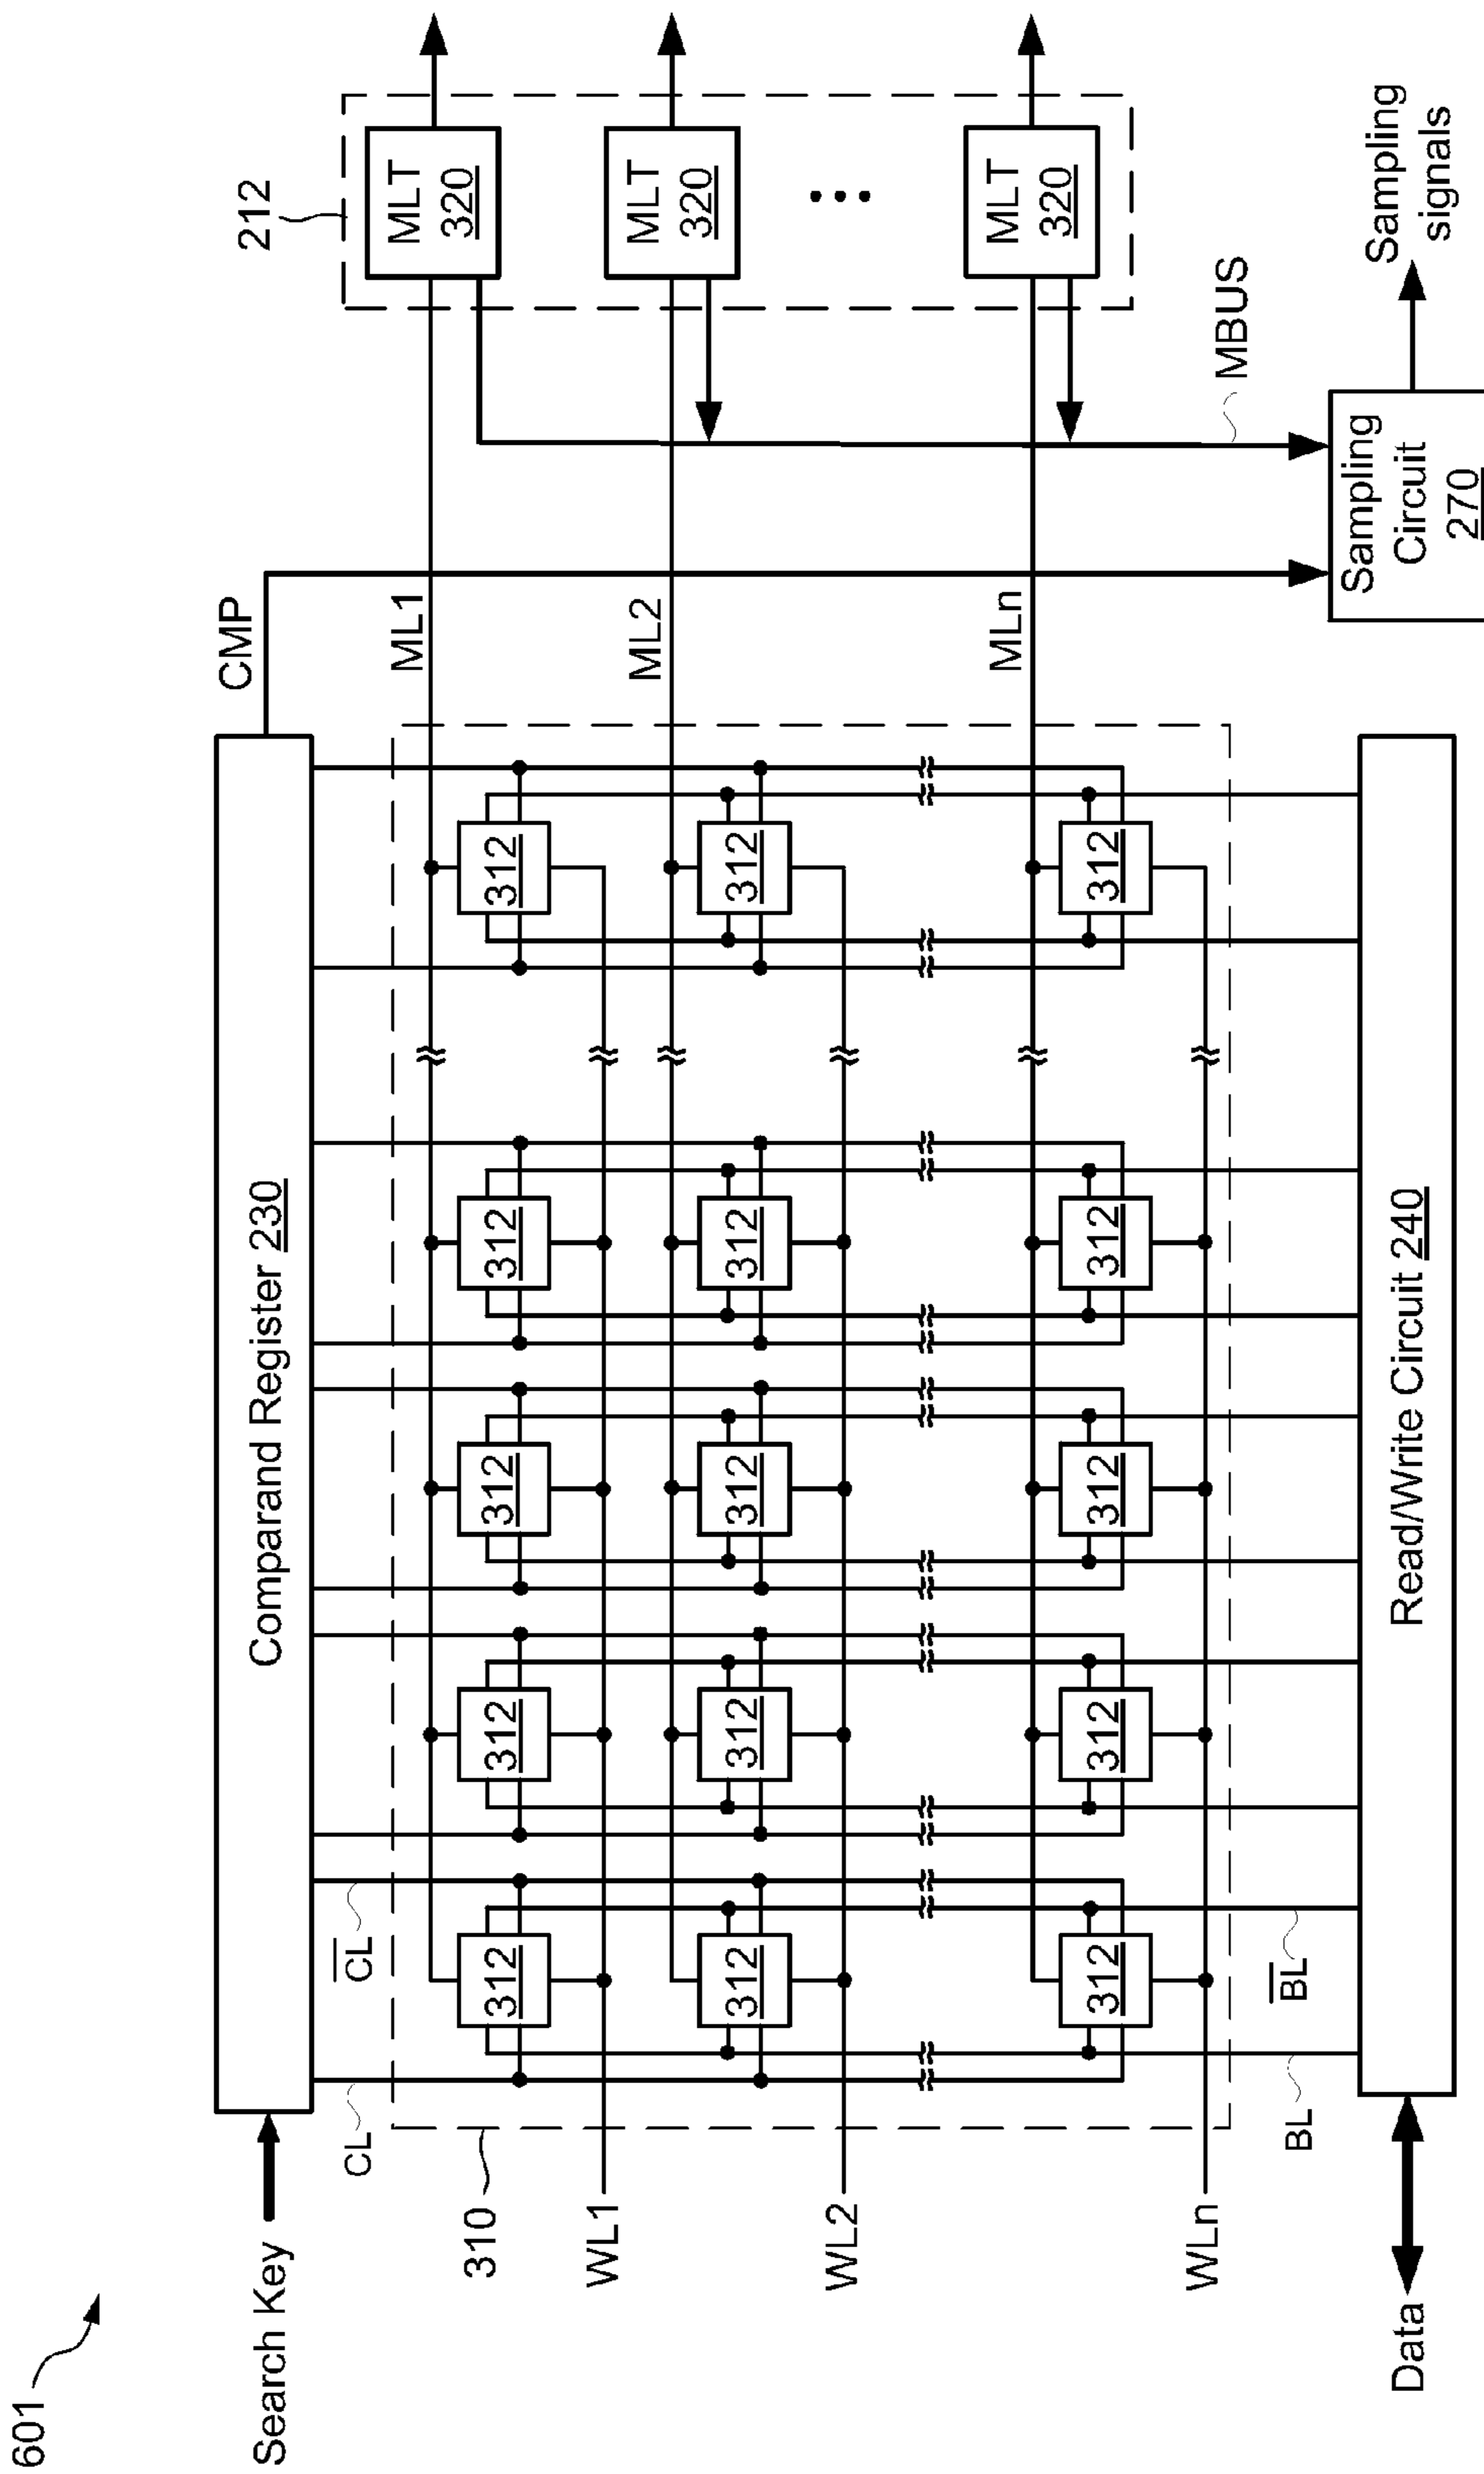 601
Search Key
Comparand Register 230
CMP
212
CL
CL
310
ML1
MLT
320
312
312
312
312
312
WL1
ML2
MLT
320
312
312
312
312
312
WL2
MLn
MLT
320
312
312
312
312
312
WLn
MBUS
BL
BL
Data
Read/Write Circuit 240
Sampling
Circuit
270
Sampling
signals